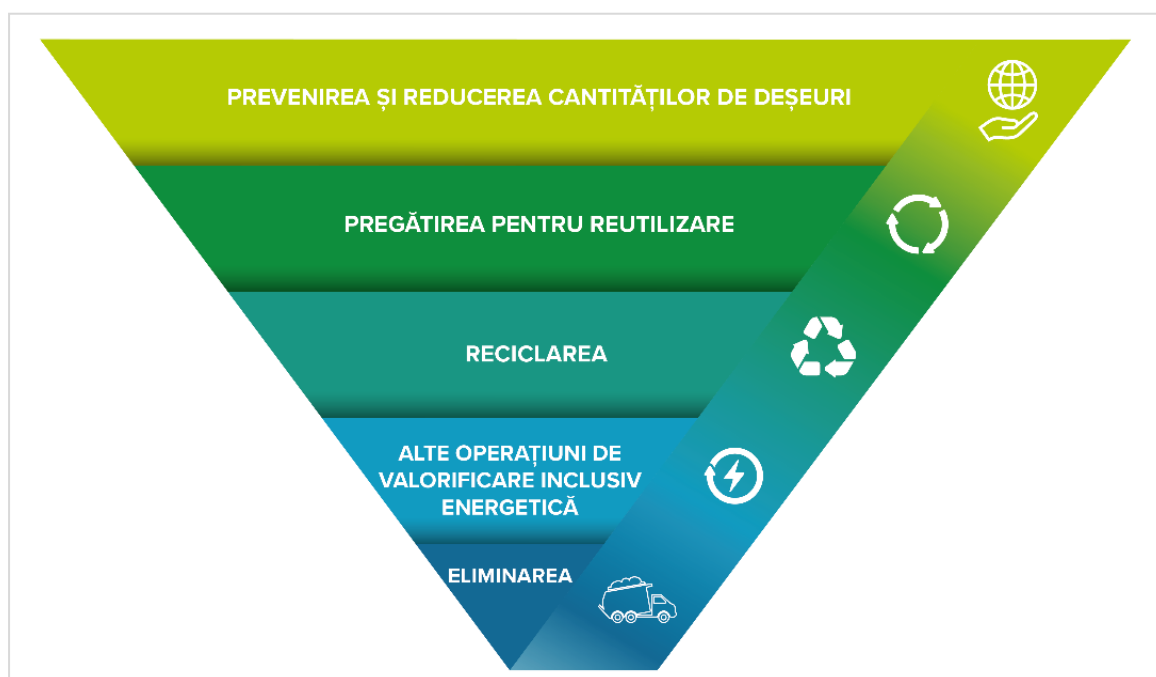 PREVENIREA ȘI REDUCEREA CANTITĂȚILOR DE DEȘEURI
PREGĂTIREA PENTRU REUTILIZARE
RECICLAREA
ALTE OPERAȚIUNI DE
VALORIFICARE INCLUSIV
ENERGETICĂ
ELIMINAREA